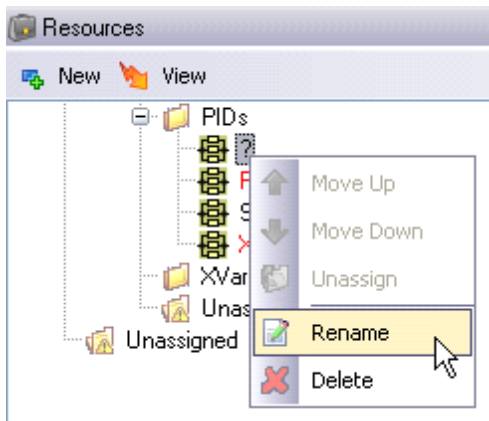 Resources
New View
PIDs
?
Move Up
Move Down
Unassign
Unassigned
Rename
Delete